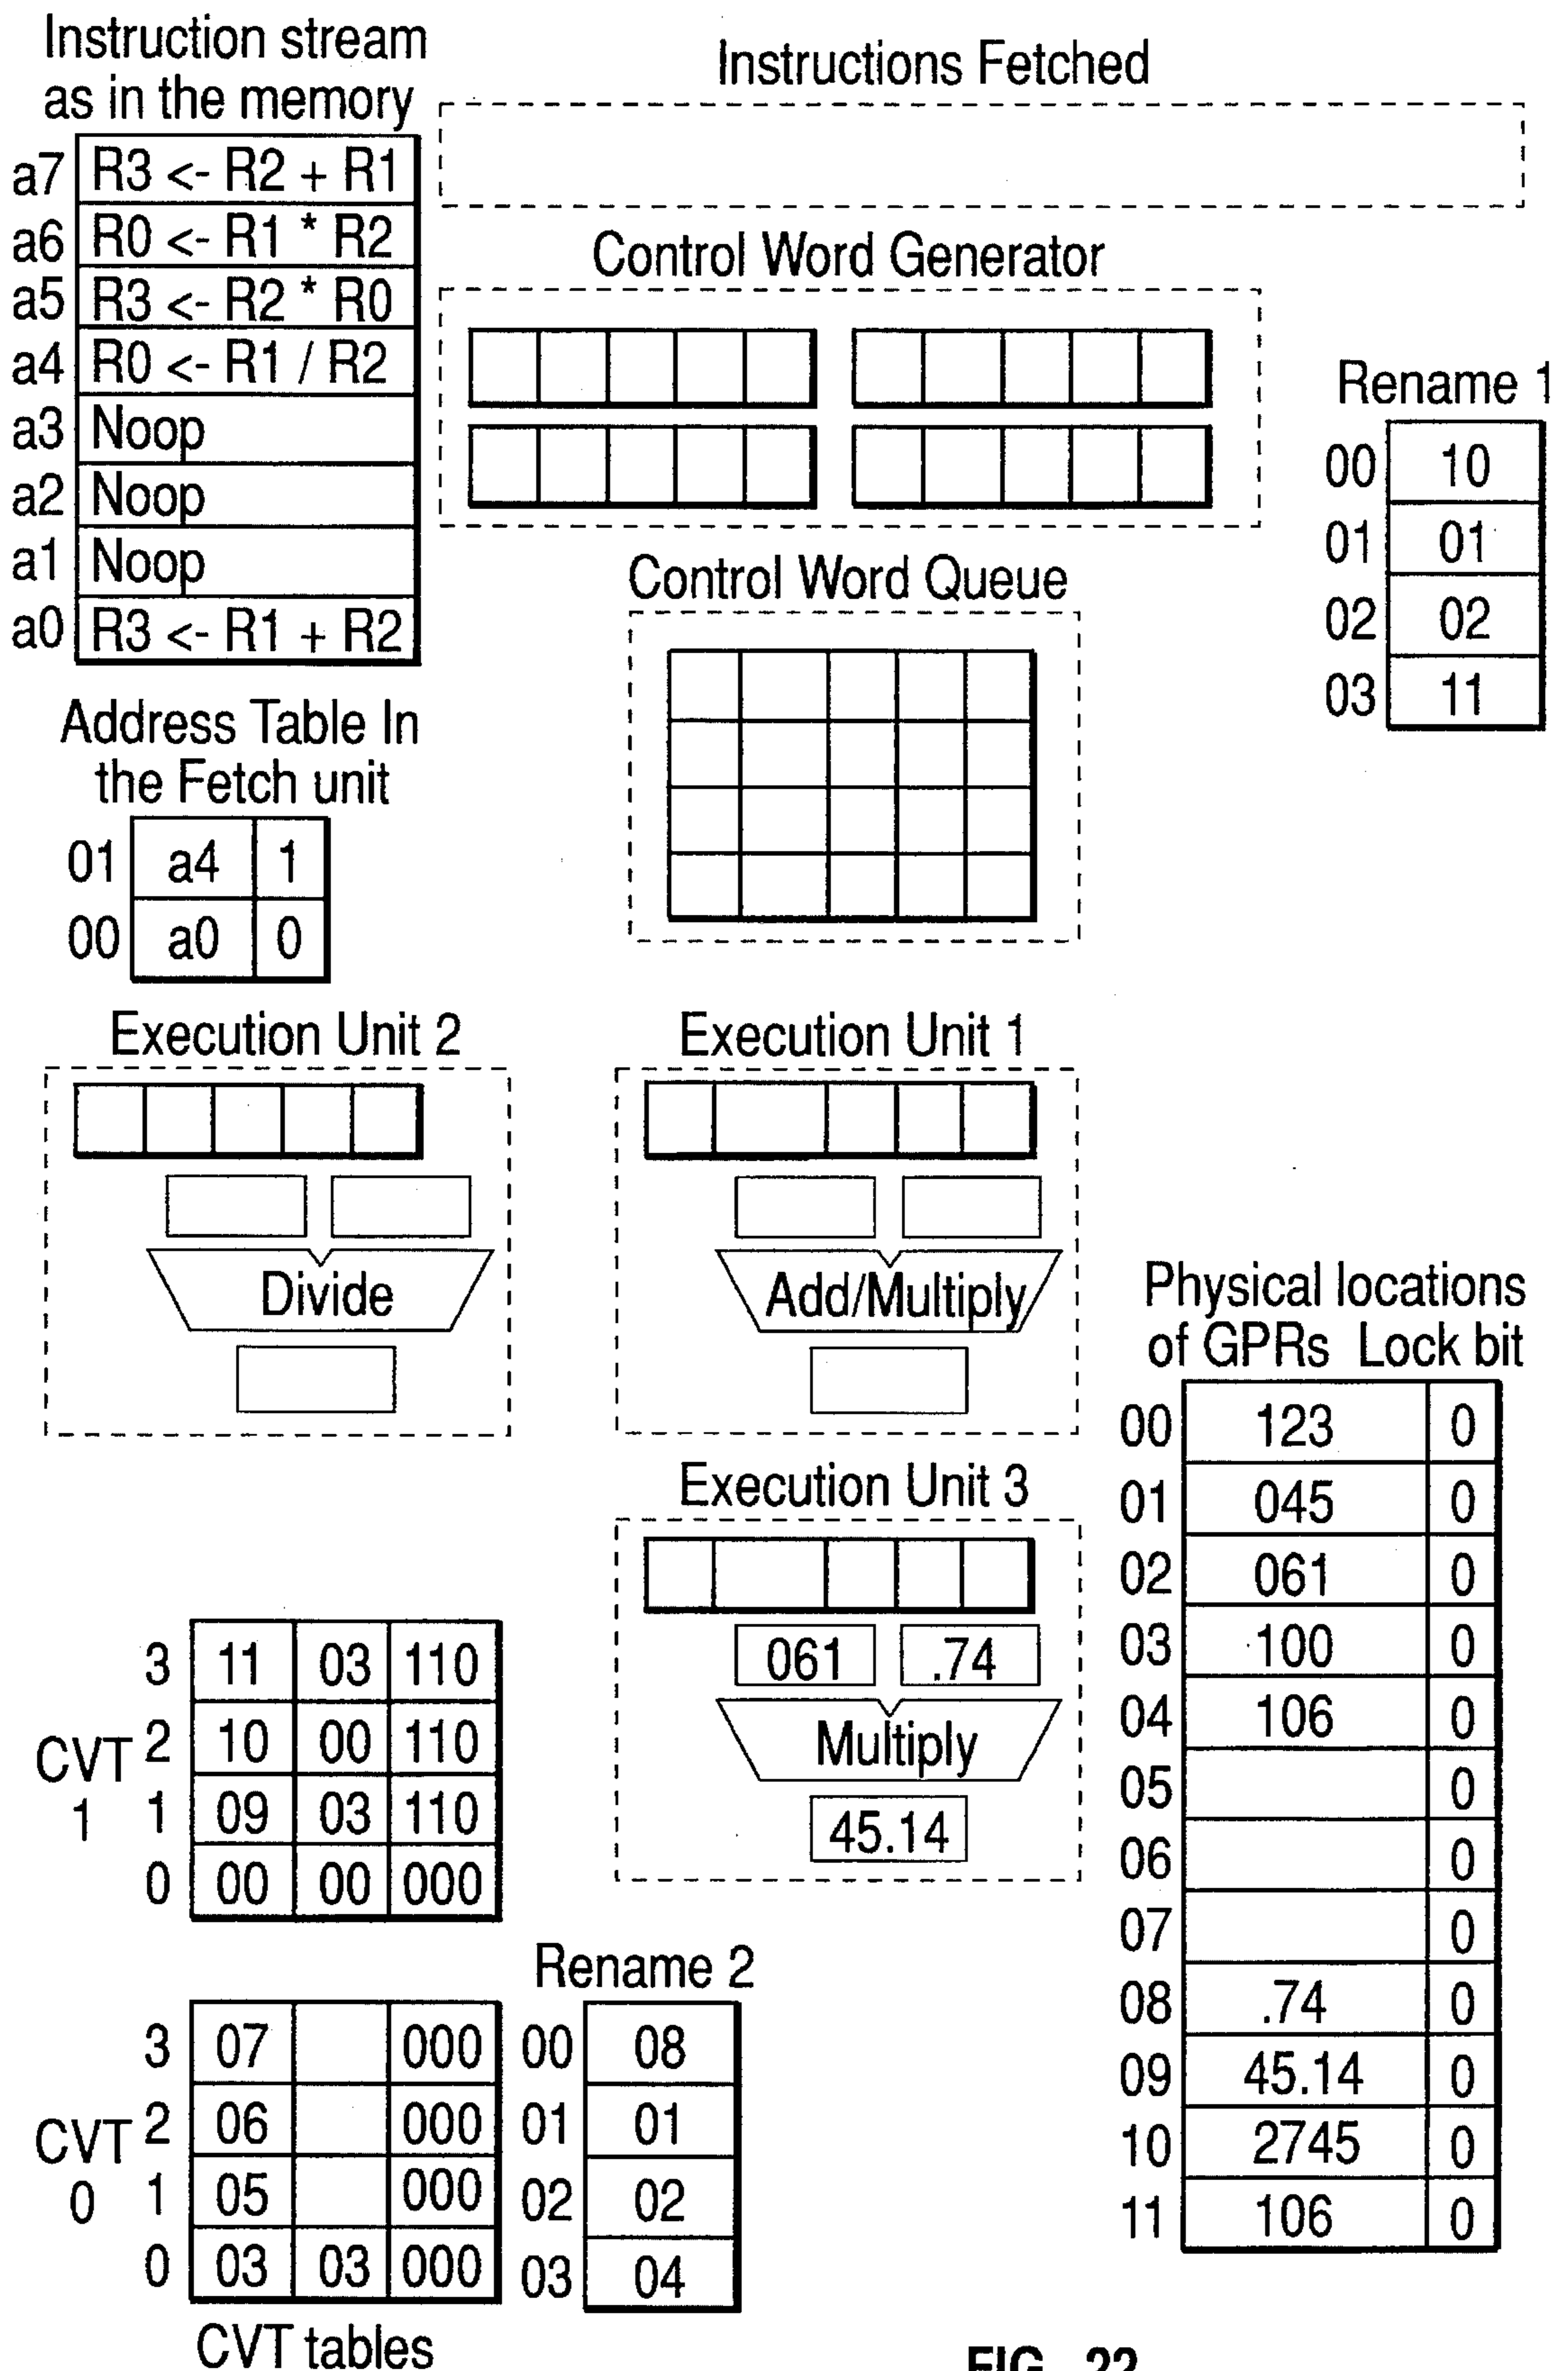 Instruction stream
as in the memory
a7 R3 <- R2 + R1
a6 R0 <- R1 * R2
a5 R3 <- R2 * R0
a4 R0 <- R1 / R2
a3 Noop
a2 Noop
a1 Noop
a0 R3 <- R1 + R2
Instructions Fetched
Control Word Generator
Rename 1
00 10
01 01
02 02
03 11
Control Word Queue
Address Table In
the Fetch unit
01 a4 1
00 a0 0
Execution Unit 2
Divide
Execution Unit 1
Add/Multiply
Execution Unit 3
061 .74
Multiply
45.14
Physical locations
of GPRs Lock bit
00 123 0
01 045 0
02 061 0
03 100 0
04 106 0
05 0
06 0
07 0
08 .74 0
09 45.14 0
10 2745 0
11 106 0
CVT
1
3 11 03 110
2 10 00 110
1 09 03 110
0 00 00 000
CVT
0
3 07 000
2 06 000
1 05 000
0 03 03 000
CVT tables
Rename 2
00 08
01 01
02 02
03 04
FIG. 22